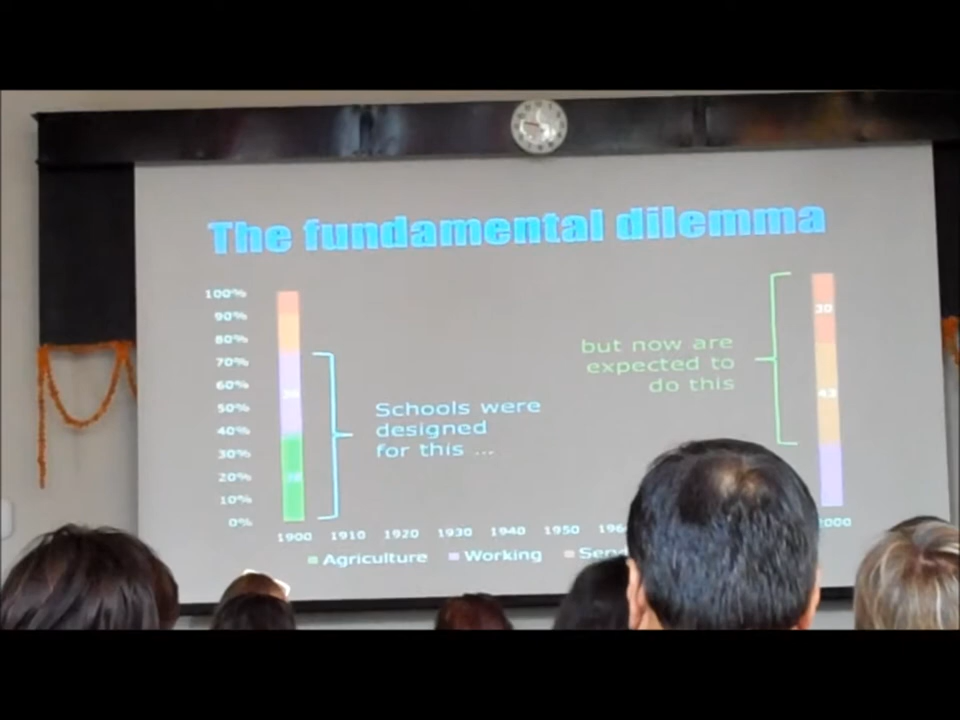 The fundamental dilemma
100%
90%
80%
70%
60%
50%
40%
30%
20%
10%
0%
Schools were
designed
for this ...
but now are
expected to
do this
30
43
38
1900 1910 1920 1930 1940 1950
Agriculture Working